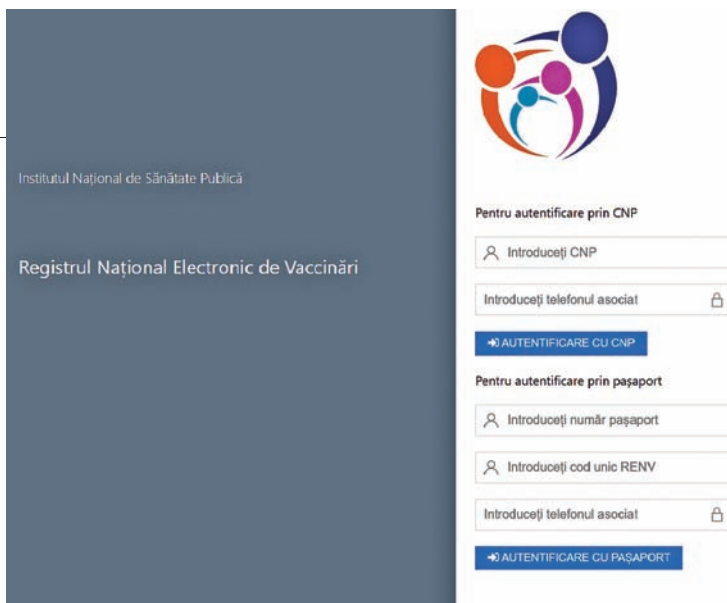 Institutul Național de Sănătate Publică
Registrul Național Electronic de Vaccinări
Pentru autentificare prin CNP
Introduceți CNP
Introduceți telefonul asociat
AUTENTIFICARE CU CNP
Pentru autentificare prin pașaport
Introduceți număr pașaport
Introduceți cod unic RENV
Introduceți telefonul asociat
AUTENTIFICARE CU PAȘAPORT